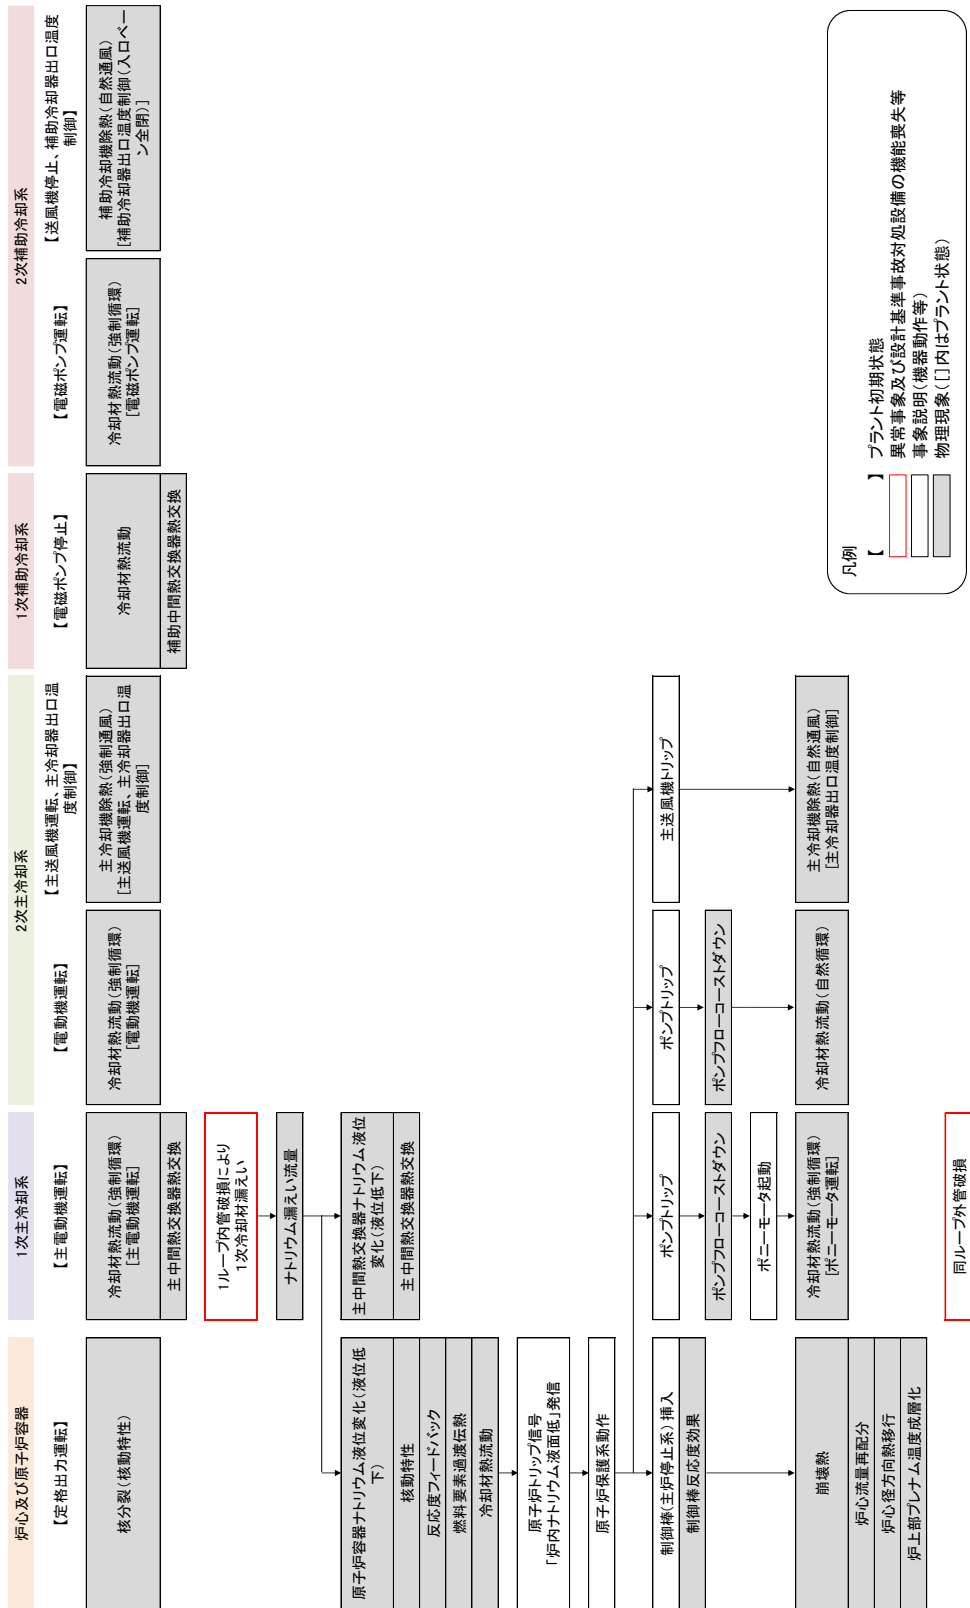 炉心及び原子炉容器
【定格出力運転】
核分裂(核動特性)
原子炉容器ナトリウム液位変化(液位低
下)
核動特性
反応度フィードバック
燃料要素過渡伝熱
冷却材熱流動
原子炉トリップ信号
「炉内ナトリウム液面低」発信
原子炉保護系動作
制御棒(主炉停止系)挿入
制御棒反応度効果
崩壊熱
炉心流量再配分
炉心径方向熱移行
炉上部プレナム温度成層化
1次主冷却系
【主電動機運転】
冷却材熱流動(強制循環)
[主電動機運転]
主中間熱交換器熱交換
1ループ内管破損により
1次冷却材漏えい
ナトリウム漏えい流量
主中間熱交換器ナトリウム液位
変化(液位低下)
主中間熱交換器熱交換
ポンプトリップ
ポンプフローコーストダウン
ポニーモータ起動
冷却材熱流動(強制循環)
[ポニーモータ運転]
同ループ外管破損
2次主冷却系
【電動機運転】
冷却材熱流動(強制循環)
[電動機運転]
ポンプトリップ
ポンプフローコーストダウン
冷却材熱流動(自然循環)
【主送風機運転、主冷却器出口温
度制御】
主冷却機除熱(強制通風)
[主送風機運転、主冷却器出口温
度制御]
主送風機トリップ
主冷却機除熱(自然通風)
[主冷却器出口温度制御]
1次補助冷却系
【電磁ポンプ停止】
冷却材熱流動
補助中間熱交換器熱交換
2次補助冷却系
【電磁ポンプ運転】
冷却材熱流動(強制循環)
[電磁ポンプ運転]
【送風機停止、補助冷却器出口温度
制御】
補助冷却機除熱(自然通風)
[補助冷却器出口温度制御(入口ベー
ン全閉)]
凡例
【 】 プラント初期状態
異常事象及び設計基準事故対処設備の機能喪失等
事象説明(機器動作等)
物理現象([]内はプラント状態)